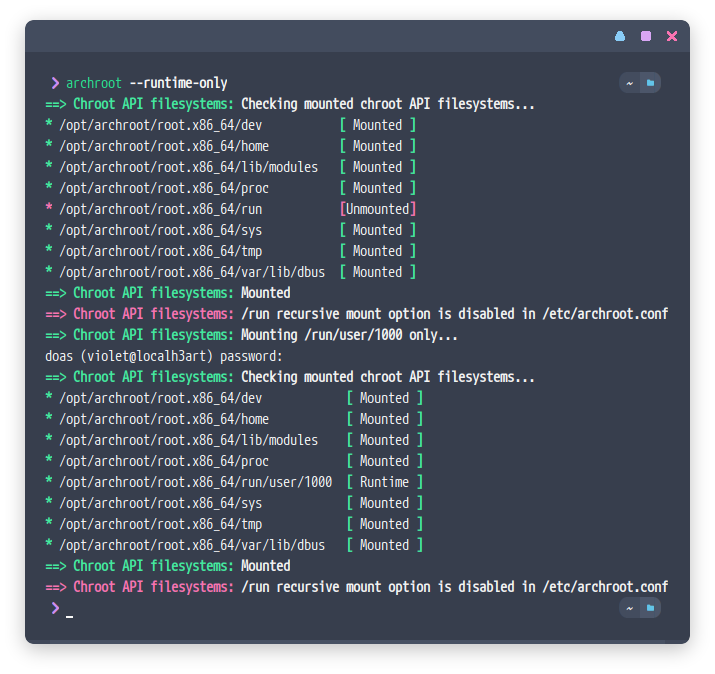 ❯ archroot --runtime-only ~
==> Chroot API filesystems: Checking mounted chroot API filesystems...
* /opt/archroot/root.x86_64/dev [ Mounted ]
* /opt/archroot/root.x86_64/home [ Mounted ]
* /opt/archroot/root.x86_64/lib/modules [ Mounted ]
* /opt/archroot/root.x86_64/proc [ Mounted ]
* /opt/archroot/root.x86_64/run [Unmounted]
* /opt/archroot/root.x86_64/sys [ Mounted ]
* /opt/archroot/root.x86_64/tmp [ Mounted ]
* /opt/archroot/root.x86_64/var/lib/dbus [ Mounted ]
==> Chroot API filesystems: Mounted
==> Chroot API filesystems: /run recursive mount option is disabled in /etc/archroot.conf
==> Chroot API filesystems: Mounting /run/user/1000 only...
doas (violet@localh3art) password:
==> Chroot API filesystems: Checking mounted chroot API filesystems...
* /opt/archroot/root.x86_64/dev [ Mounted ]
* /opt/archroot/root.x86_64/home [ Mounted ]
* /opt/archroot/root.x86_64/lib/modules [ Mounted ]
* /opt/archroot/root.x86_64/proc [ Mounted ]
* /opt/archroot/root.x86_64/run/user/1000 [ Runtime ]
* /opt/archroot/root.x86_64/sys [ Mounted ]
* /opt/archroot/root.x86_64/tmp [ Mounted ]
* /opt/archroot/root.x86_64/var/lib/dbus [ Mounted ]
==> Chroot API filesystems: Mounted
==> Chroot API filesystems: /run recursive mount option is disabled in /etc/archroot.conf
❯ _ ~